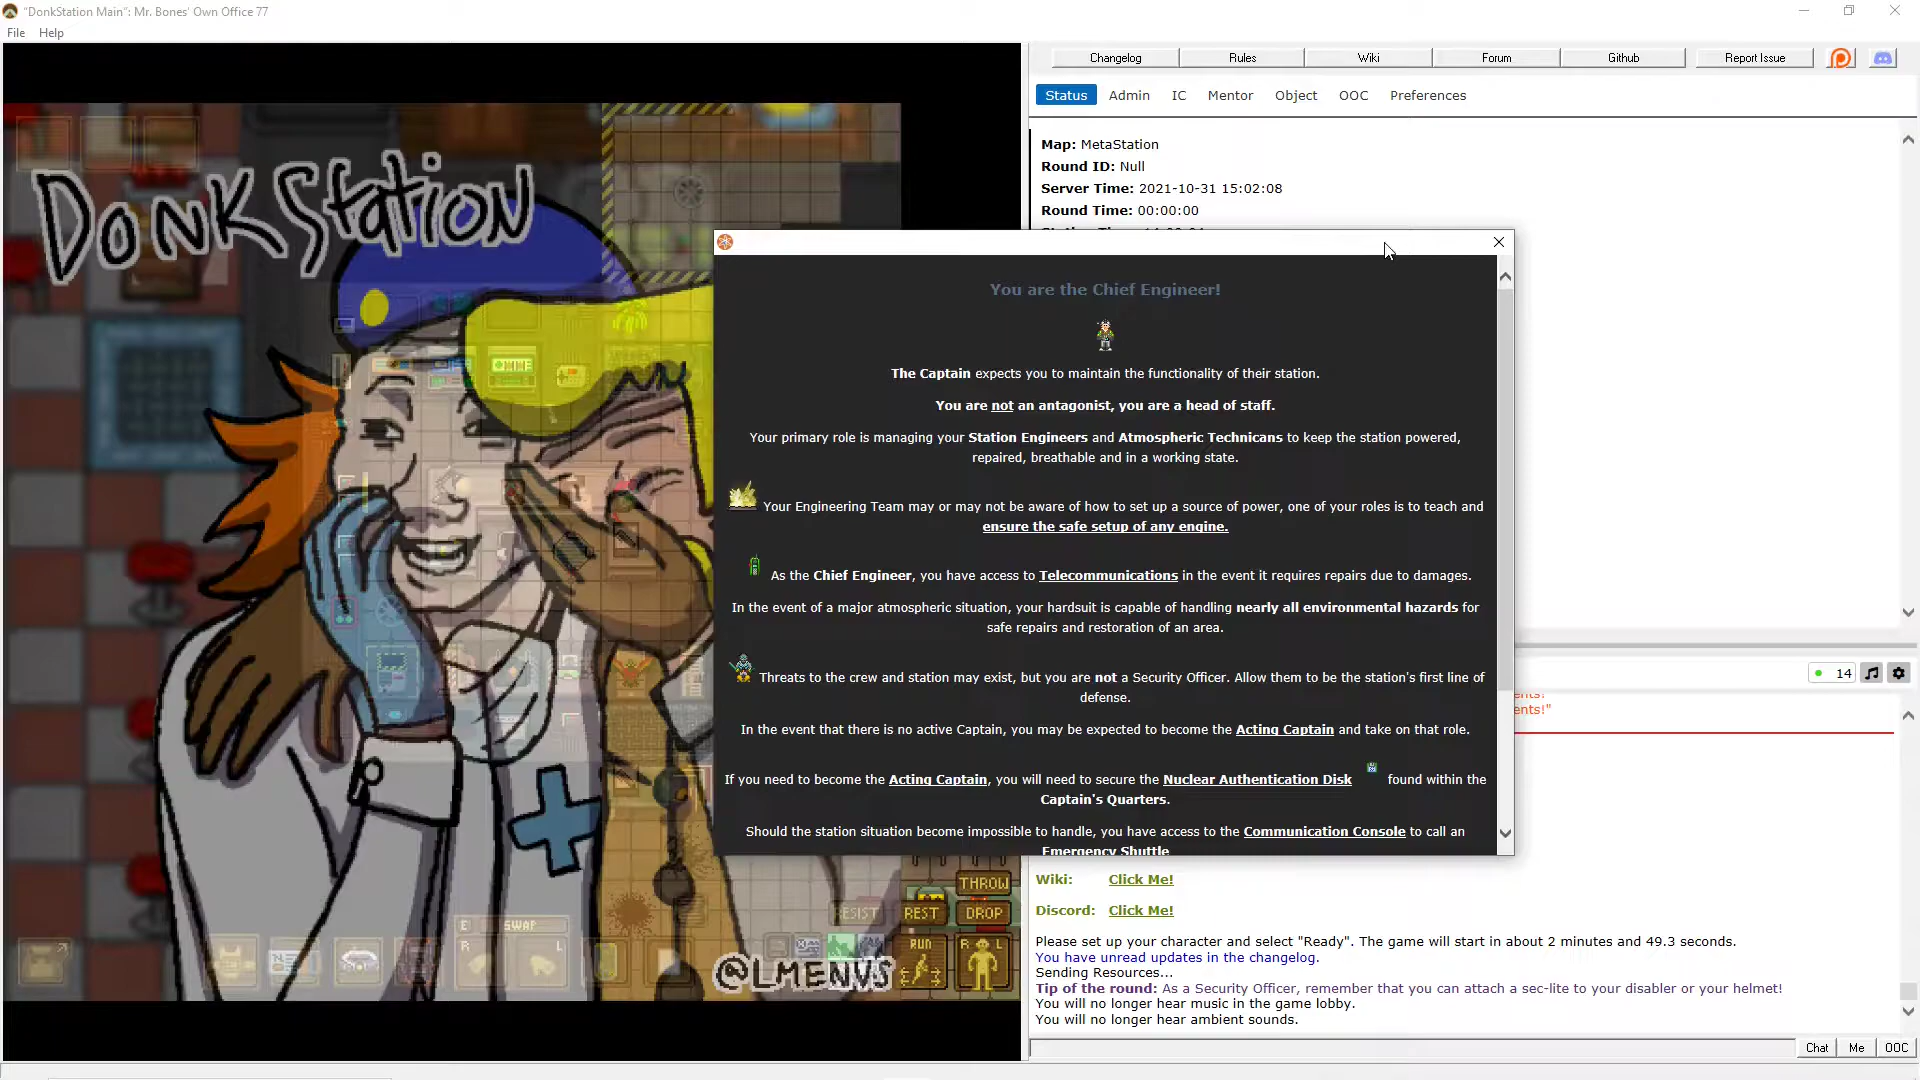 "DonkStation Main": Mr. Bones' Own Office 77
File Help
Changelog Rules Wiki Forum Github Report Issue
Status Admin IC Mentor Object OOC Preferences
Map: MetaStation
Round ID: Null
Server Time: 2021-10-31 15:02:08
Round Time: 00:00:00
DonkStation
You are the Chief Engineer!
The Captain expects you to maintain the functionality of their station.
You are not an antagonist, you are a head of staff.
Your primary role is managing your Station Engineers and Atmospheric Technicans to keep the station powered,
repaired, breathable and in a working state.
Your Engineering Team may or may not be aware of how to set up a source of power, one of your roles is to teach and
ensure the safe setup of any engine.
As the Chief Engineer, you have access to Telecommunications in the event it requires repairs due to damages.
In the event of a major atmospheric situation, your hardsuit is capable of handling nearly all environmental hazards for
safe repairs and restoration of an area.
Threats to the crew and station may exist, but you are not a Security Officer. Allow them to be the station's first line of
defense.
In the event that there is no active Captain, you may be expected to become the Acting Captain and take on that role.
If you need to become the Acting Captain, you will need to secure the Nuclear Authentication Disk found within the
Captain's Quarters.
Should the station situation become impossible to handle, you have access to the Communication Console to call an
Emergency Shuttle
14
ents!"
THROW
RESIST REST DROP
E SWAP
R L
RUN R L
@LMENVS
Wiki: Click Me!
Discord: Click Me!
Please set up your character and select "Ready". The game will start in about 2 minutes and 49.3 seconds.
You have unread updates in the changelog.
Sending Resources...
Tip of the round: As a Security Officer, remember that you can attach a sec-lite to your disabler or your helmet!
You will no longer hear music in the game lobby.
You will no longer hear ambient sounds.
Chat Me OOC